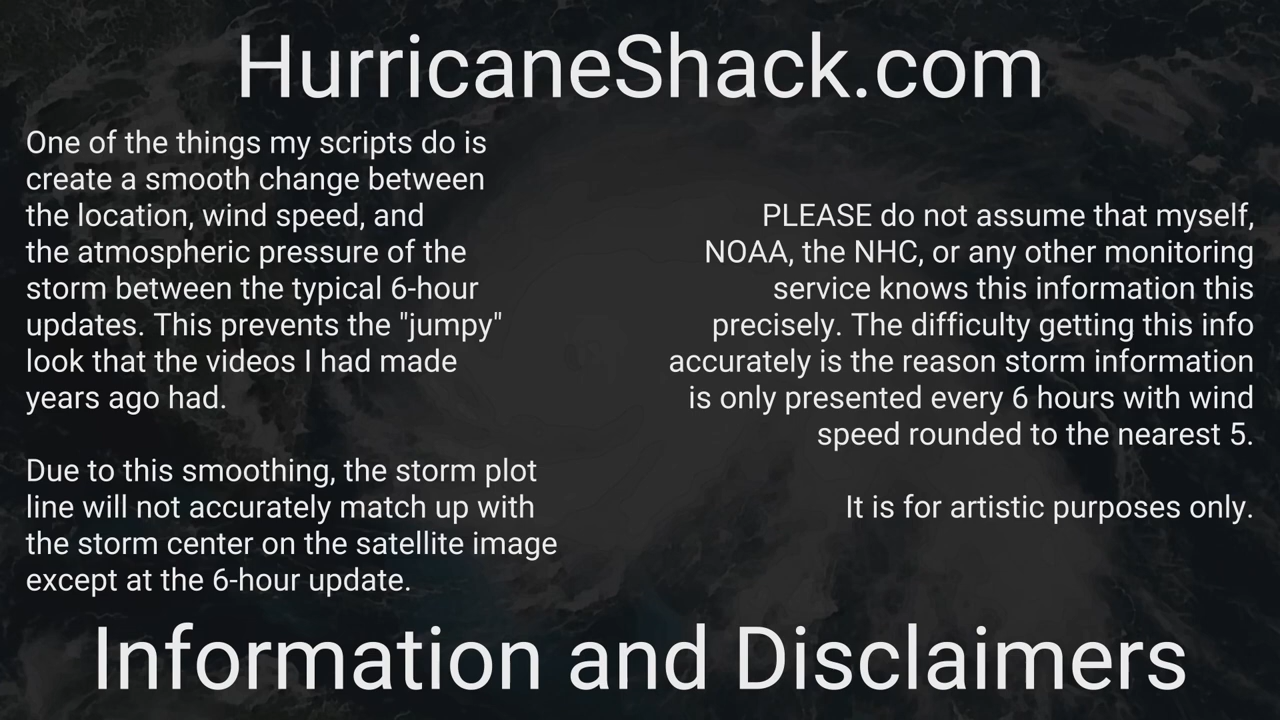 HurricaneShack.com
One of the things my scripts do is
create a smooth change between
the location, wind speed, and
the atmospheric pressure of the
storm between the typical 6-hour
updates. This prevents the "jumpy"
look that the videos I had made
years ago had.
Due to this smoothing, the storm plot
line will not accurately match up with
the storm center on the satellite image
except at the 6-hour update.
PLEASE do not assume that myself,
NOAA, the NHC, or any other monitoring
service knows this information this
precisely. The difficulty getting this info
accurately is the reason storm information
is only presented every 6 hours with wind
speed rounded to the nearest 5.
It is for artistic purposes only.
Information and Disclaimers